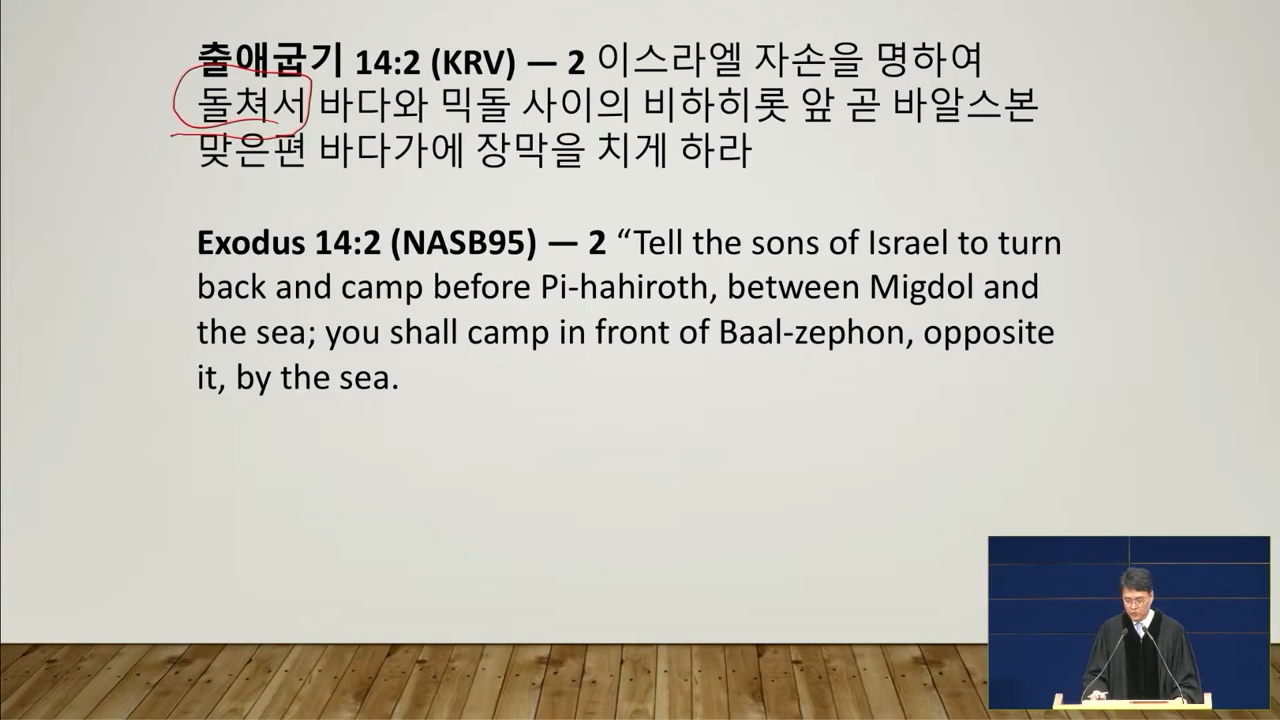 출애굽기 14:2 (KRV) — 2 이스라엘 자손을 명하여
돌쳐서 바다와 믹돌 사이의 비하히롯 앞 곧 바알스본
맞은편 바다가에 장막을 치게 하라
Exodus 14:2 (NASB95) — 2 “Tell the sons of Israel to turn
back and camp before Pi-hahiroth, between Migdol and
the sea; you shall camp in front of Baal-zephon, opposite
it, by the sea.